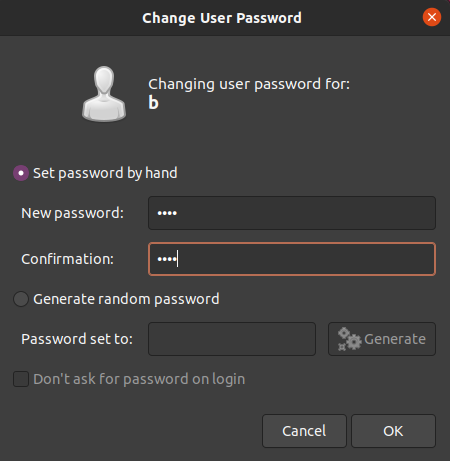 Change User Password
Changing user password for:
b
Set password by hand
New password: ••••
Confirmation: ••••
Generate random password
Password set to: Generate
Don't ask for password on login
Cancel OK